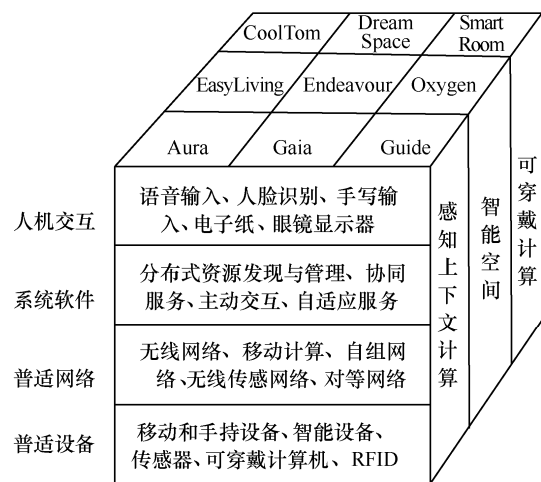 CoolTom
Dream
Space
Smart
Room
EasyLiving
Endeavour
Oxygen
Aura
Gaia
Guide
人机交互
语音输入、人脸识别、手写输
入、电子纸、眼镜显示器
系统软件
分布式资源发现与管理、协同
服务、主动交互、自适应服务
普适网络
无线网络、移动计算、自组网
络、无线传感网络、对等网络
普适设备
移动和手持设备、智能设备、
传感器、可穿戴计算机、RFID
感知上下文计算
智能空间
可穿戴计算